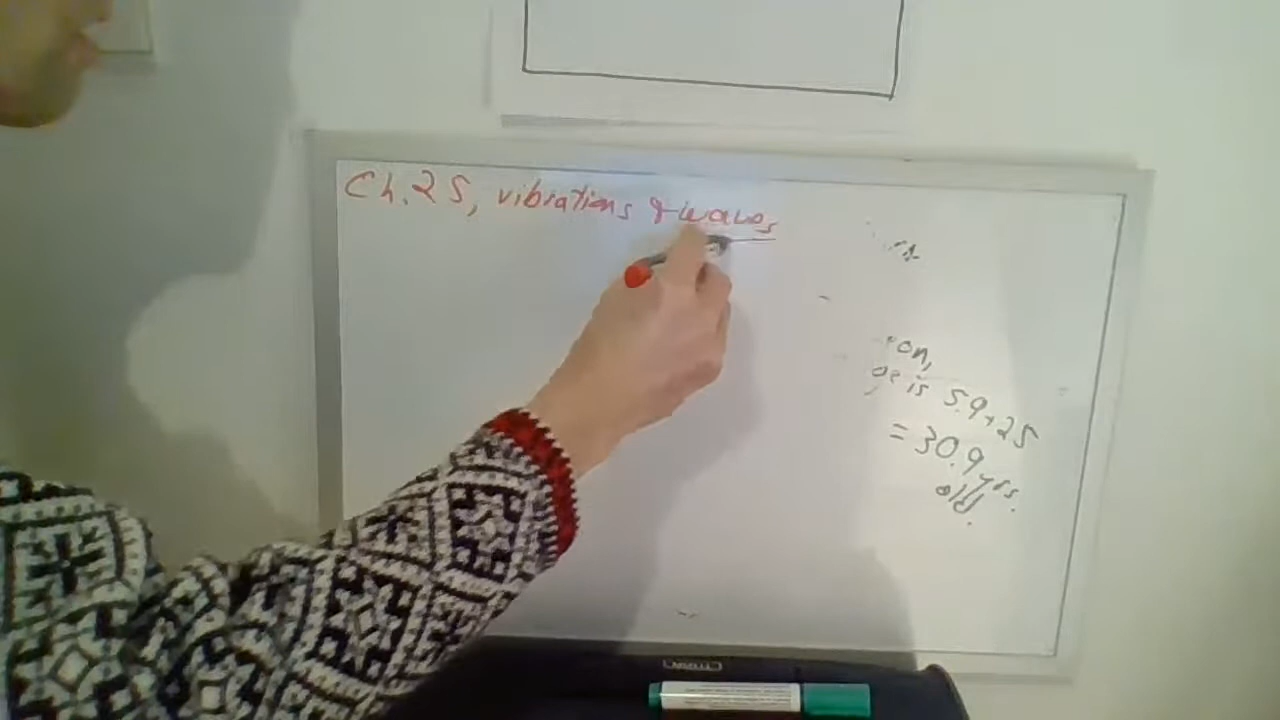 Ch. 25, vibrations & waves
on,
is 5.9+25
= 30.9 yrs.
old